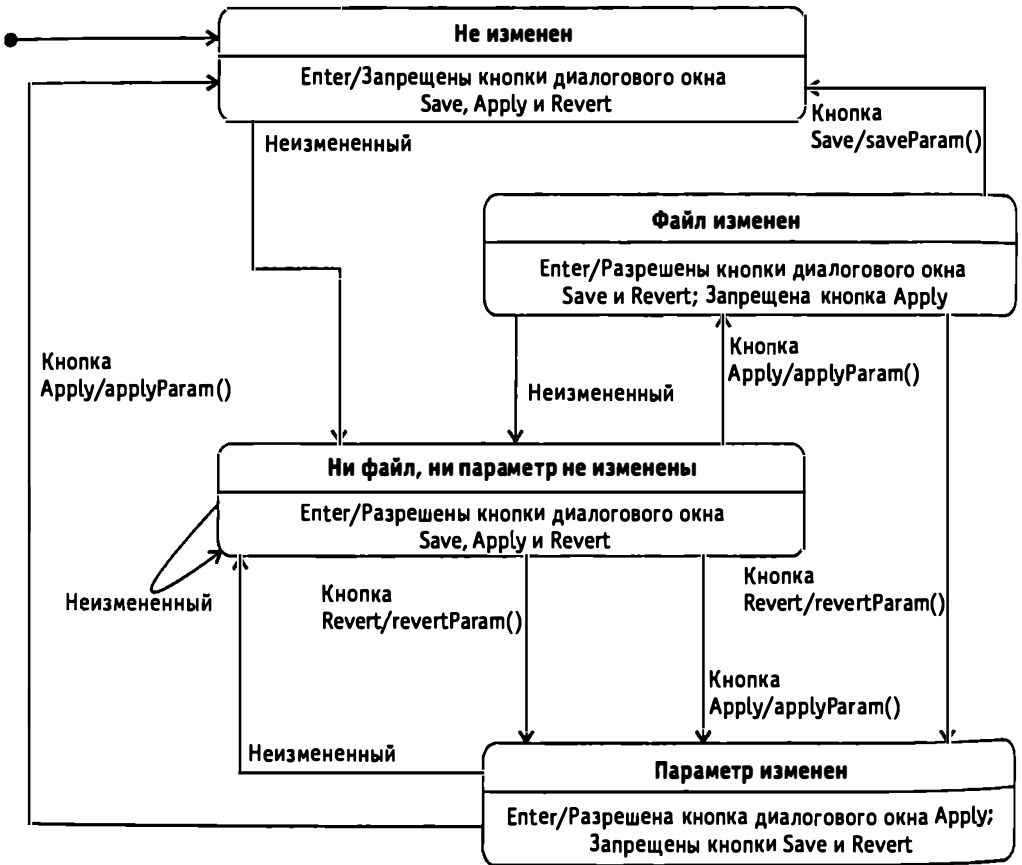 Не изменен
Enter/Запрещены кнопки диалогового окна
Save, Apply и Revert
Неизмененный
Кнопка
Save/saveParam()
Файл изменен
Enter/Разрешены кнопки диалогового окна
Save и Revert; Запрещена кнопка Apply
Кнопка
Apply/applyParam()
Кнопка
Apply/applyParam()
Неизмененный
Ни файл, ни параметр не изменены
Enter/Разрешены кнопки диалогового окна
Save, Apply и Revert
Неизмененный
Кнопка
Revert/revertParam()
Кнопка
Revert/revertParam()
Кнопка
Apply/applyParam()
Неизмененный
Параметр изменен
Enter/Разрешена кнопка диалогового окна Apply;
Запрещены кнопки Save и Revert